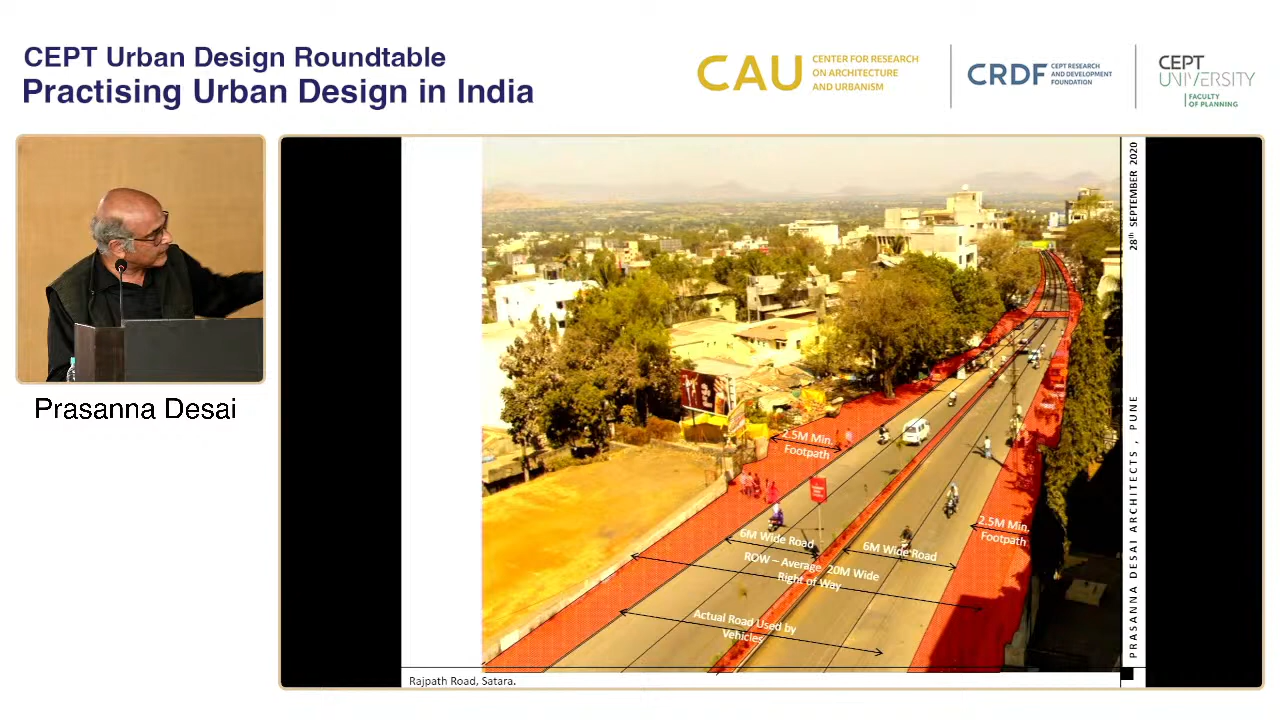 CEPT Urban Design Roundtable
Practising Urban Design in India
CAU
CENTER FOR RESEARCH
ON ARCHITECTURE
AND URBANISM
CRDF
CEPT RESEARCH
AND DEVELOPMENT
FOUNDATION
CEPT
UNIVERSITY
FACULTY
OF PLANNING
Prasanna Desai
28th SEPTEMBER 2020
PRASANNA DESAI ARCHITECTS , PUNE
2.5M Min.
Footpath
2.5M Min.
Footpath
6M Wide Road
6M Wide Road
ROW – Average 20M Wide
Right of Way
Actual Road Used by
Vehicles
Rajpath Road, Satara.